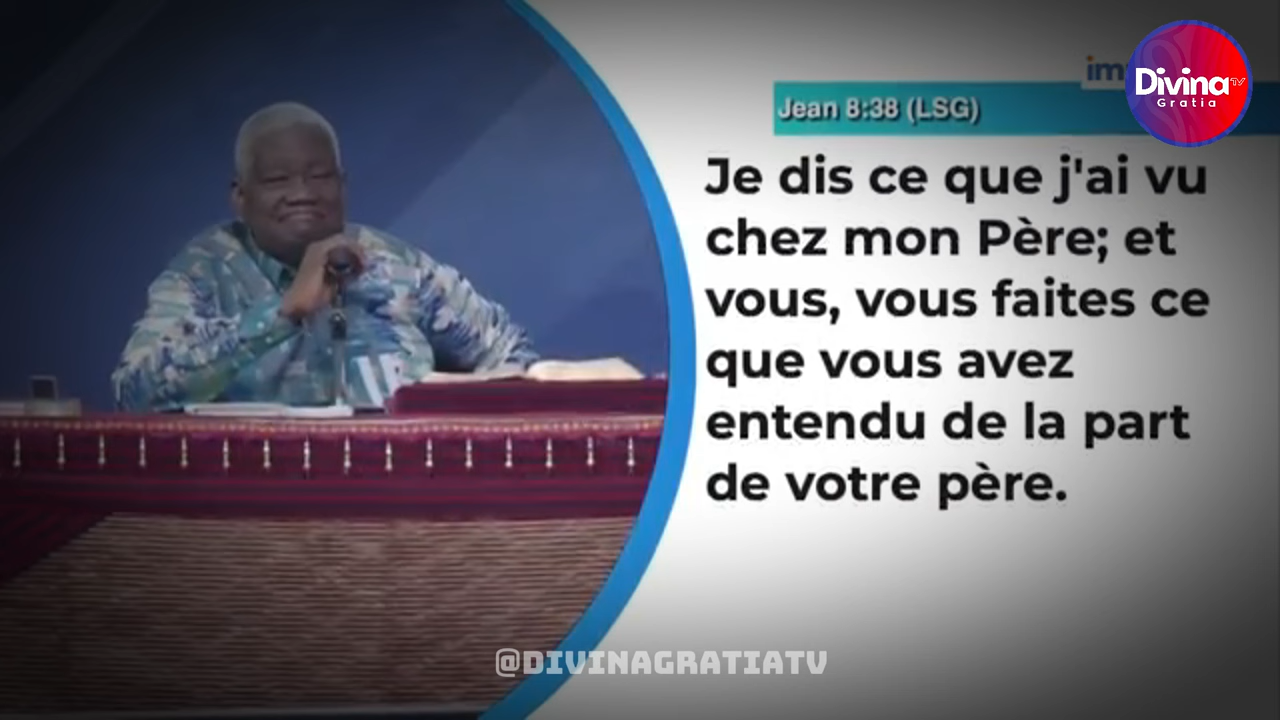 Divina TV
Gratia
Jean 8:38 (LSG)
Je dis ce que j'ai vu
chez mon Père; et
vous, vous faites ce
que vous avez
entendu de la part
de votre père.
@DIVINAGRATIATV